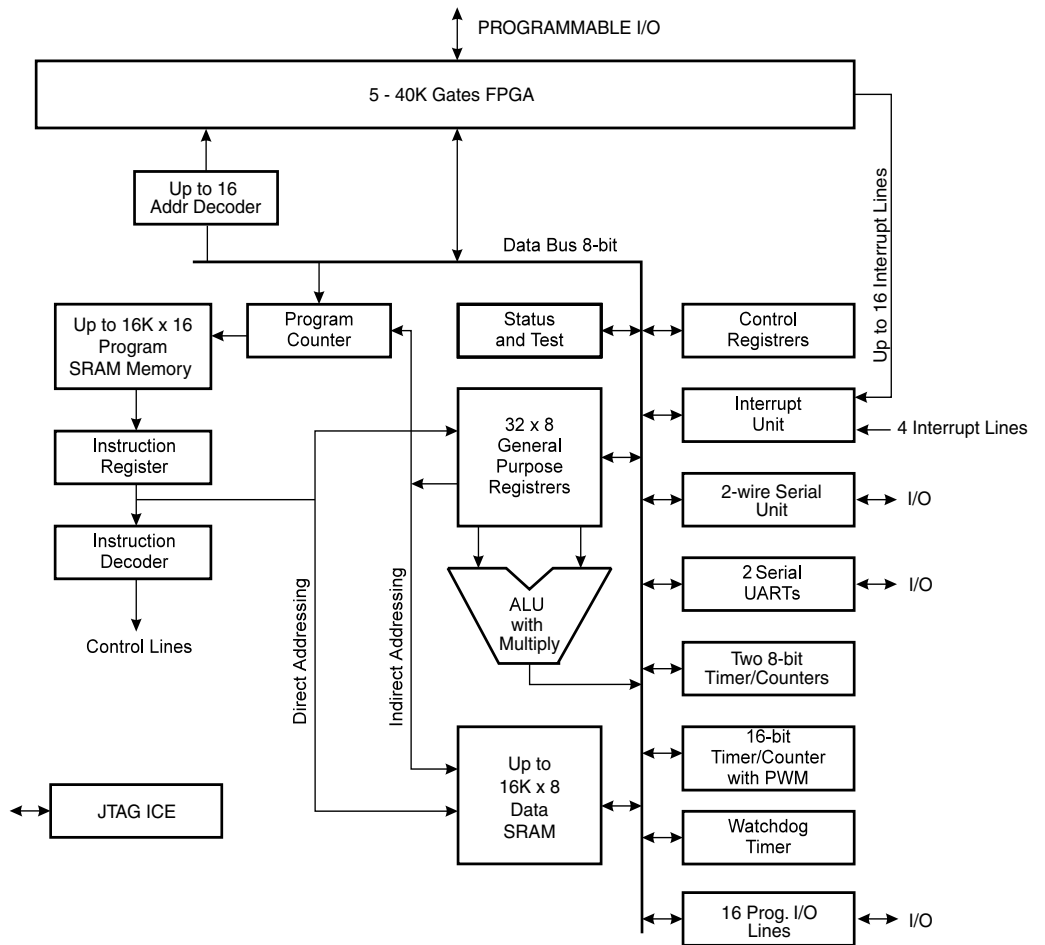 PROGRAMMABLE I/O
5 - 40K Gates FPGA
Up to 16
Addr Decoder
Up to 16 Interrupt Lines
Data Bus 8-bit
Up to 16K x 16
Program
SRAM Memory
Program
Counter
Status
and Test
Control
Registrers
Interrupt
Unit
4 Interrupt Lines
Instruction
Register
32 x 8
General
Purpose
Registrers
2-wire Serial
Unit
I/O
Instruction
Decoder
Control Lines
Direct Addressing
Indirect Addressing
ALU
with
Multiply
2 Serial
UARTs
I/O
Two 8-bit
Timer/Counters
16-bit
Timer/Counter
with PWM
Up to
16K x 8
Data
SRAM
JTAG ICE
Watchdog
Timer
16 Prog. I/O
Lines
I/O